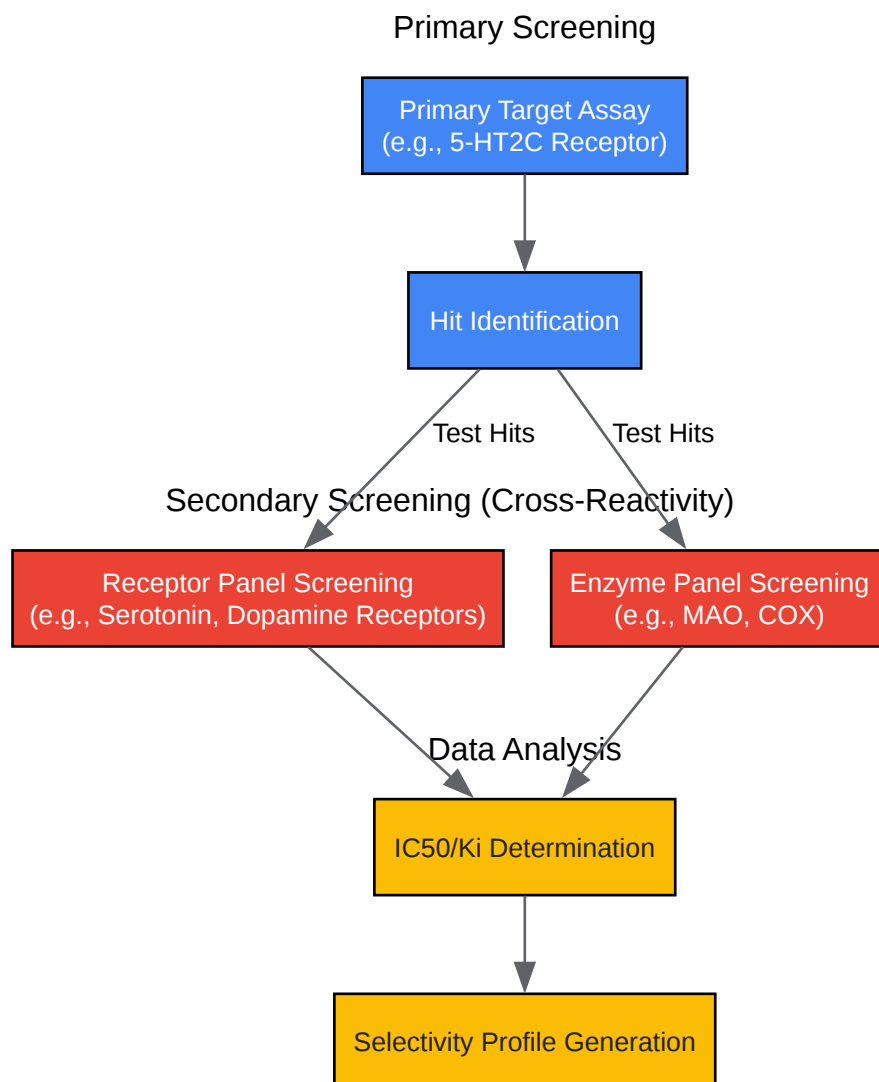 Primary Screening
Primary Target Assay
(e.g., 5-HT2C Receptor)
Hit Identification
Test Hits
Test Hits
Secondary Screening (Cross-Reactivity)
Receptor Panel Screening
(e.g., Serotonin, Dopamine Receptors)
Enzyme Panel Screening
(e.g., MAO, COX)
Data Analysis
IC50/Ki Determination
Selectivity Profile Generation